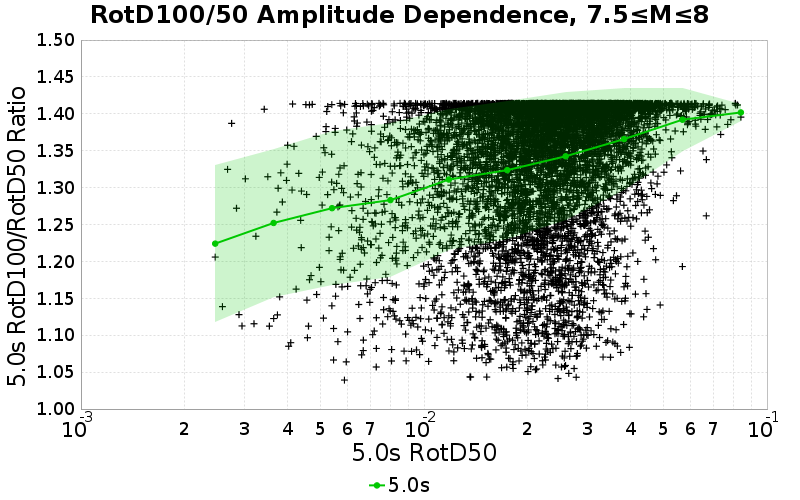 RotD100/50 Amplitude Dependence, 7.5≤M≤8
5.0s RotD100/RotD50 Ratio
1.50
1.45
1.40
1.35
1.30
1.25
1.20
1.15
1.10
1.05
1.00
10^-3 2 3 4 5 6 7 10^-2 2 3 4 5 6 7 10^-1
5.0s RotD50
5.0s